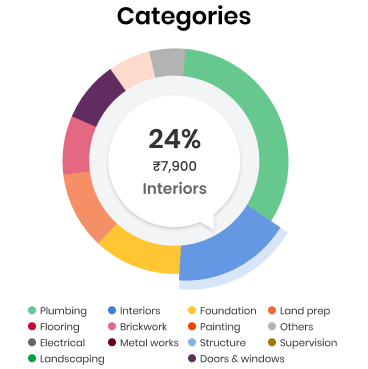 Categories
24%
₹7,900
Interiors
Plumbing Interiors Foundation Land prep
Flooring Brickwork Painting Others
Electrical Metal works Structure Supervision
Landscaping Doors & windows